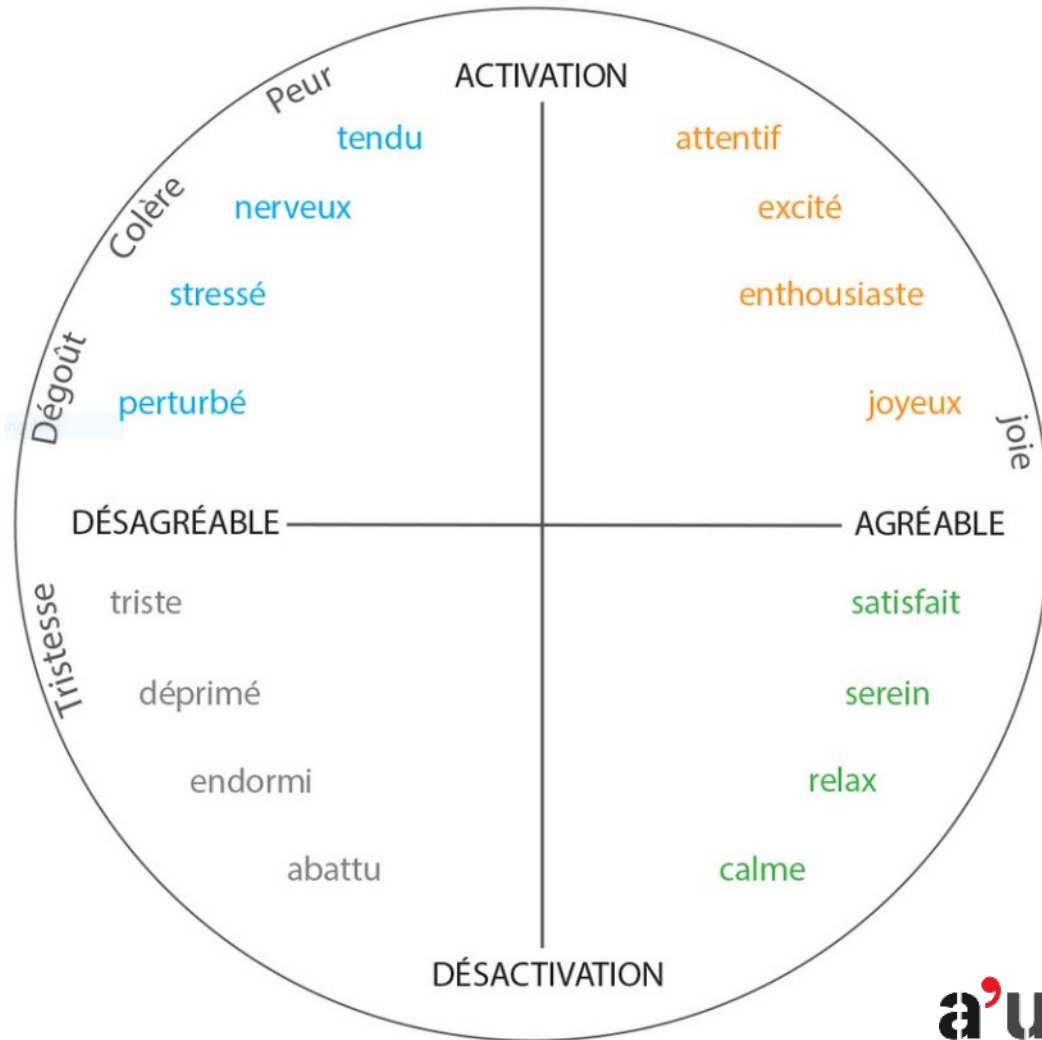 ACTIVATION
Peur
tendu
attentif
Colère
nerveux
excité
stressé
enthousiaste
Dégoût
perturbé
joyeux
joie
DÉSAGRÉABLE
AGRÉABLE
Tristesse
triste
satisfait
déprimé
serein
endormi
relax
abattu
calme
DÉSACTIVATION
a'u